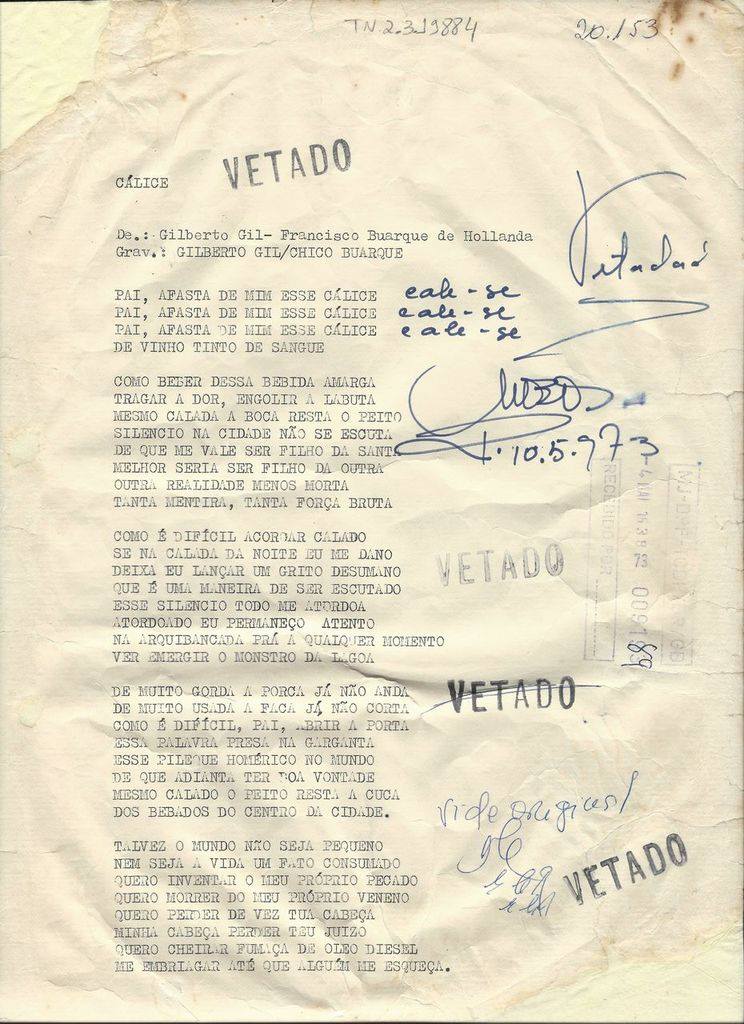 TN 2.3.19884
20.153
VETADO
CÁLICE
De.: Gilberto Gil- Francisco Buarque de Hollanda
Grav.: GILBERTO GIL/CHICO BUARQUE
PAI, AFASTA DE MIM ESSE CÁLICE cale-se
PAI, AFASTA DE MIM ESSE CÁLICE cale-se
PAI, AFASTA DE MIM ESSE CÁLICE cale-se
DE VINHO TINTO DE SANGUE
COMO BEBER DESSA BEBIDA AMARGA
TRAGAR A DOR, ENGOLIR A LABUTA
MESMO CALADA A BOCA RESTA O PEITO
SILENCIO NA CIDADE NÃO SE ESCUTA
DE QUE ME VALE SER FILHO DA SANTA
MELHOR SERIA SER FILHO DA OUTRA
OUTRA REALIDADE MENOS MORTA
TANTA MENTIRA, TANTA FORÇA BRUTA
10.5.973
COMO É DIFÍCIL ACORDAR CALADO
SE NA CALADA DA NOITE EU ME DANO
DEIXA EU LANÇAR UM GRITO DESUMANO
QUE É UMA MANEIRA DE SER ESCUTADO
ESSE SILENCIO TODO ME ATORDOA
ATORDOADO EU PERMANEÇO ATENTO
NA ARQUIBANCADA PRÁ A QUALQUER MOMENTO
VER EMERGIR O MONSTRO DA LAGOA
VETADO
RECEBIDO POR
DE MUITO GORDA A PORCA JÁ NÃO ANDA
DE MUITO USADA A FACA JÁ NÃO CORTA
COMO É DIFÍCIL, PAI, ABRIR A PORTA
ESSA PALAVRA PRESA NA GARGANTA
ESSE PILEQUE HOMÉRICO NO MUNDO
DE QUE ADIANTA TER BOA VONTADE
MESMO CALADO O PEITO RESTA A CUCA
DOS BEBADOS DO CENTRO DA CIDADE.
VETADO
Vide original
VETADO
TALVEZ O MUNDO NÃO SEJA PEQUENO
NEM SEJA A VIDA UM FATO CONSUMADO
QUERO INVENTAR O MEU PRÓPRIO PECADO
QUERO MORRER DO MEU PRÓPRIO VENENO
QUERO PERDER DE VEZ TUA CABEÇA
MINHA CABEÇA PERDER TEU JUIZO
QUERO CHEIRAR FUMAÇA DE OLEO DIESEL
ME EMBRIAGAR ATÉ QUE ALGUÉM ME ESQUEÇA.